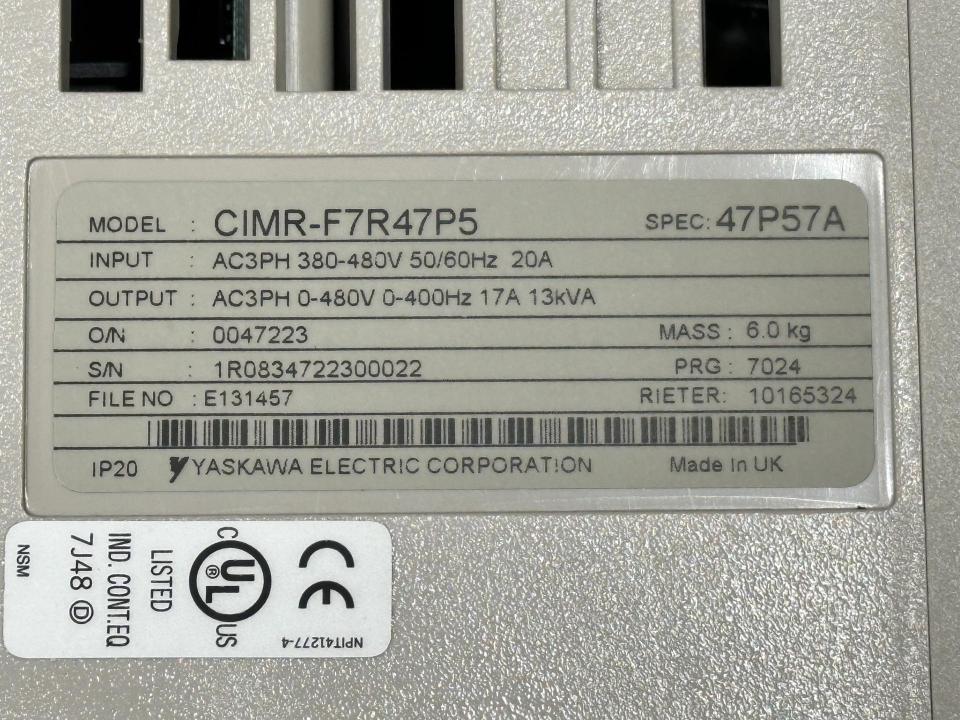 MODEL : CIMR-F7R47P5 SPEC: 47P57A
INPUT : AC3PH 380-480V 50/60Hz 20A
OUTPUT : AC3PH 0-480V 0-400Hz 17A 13kVA
O/N : 0047223 MASS : 6.0 kg
S/N : 1R0834722300022 PRG : 7024
FILE NO : E131457 RIETER: 10165324
IP20 YASKAWA ELECTRIC CORPORATION Made in UK
CE
C UL ® US
LISTED
IND. CONT.EQ
7J48 D
NSM
NPIT41277-4